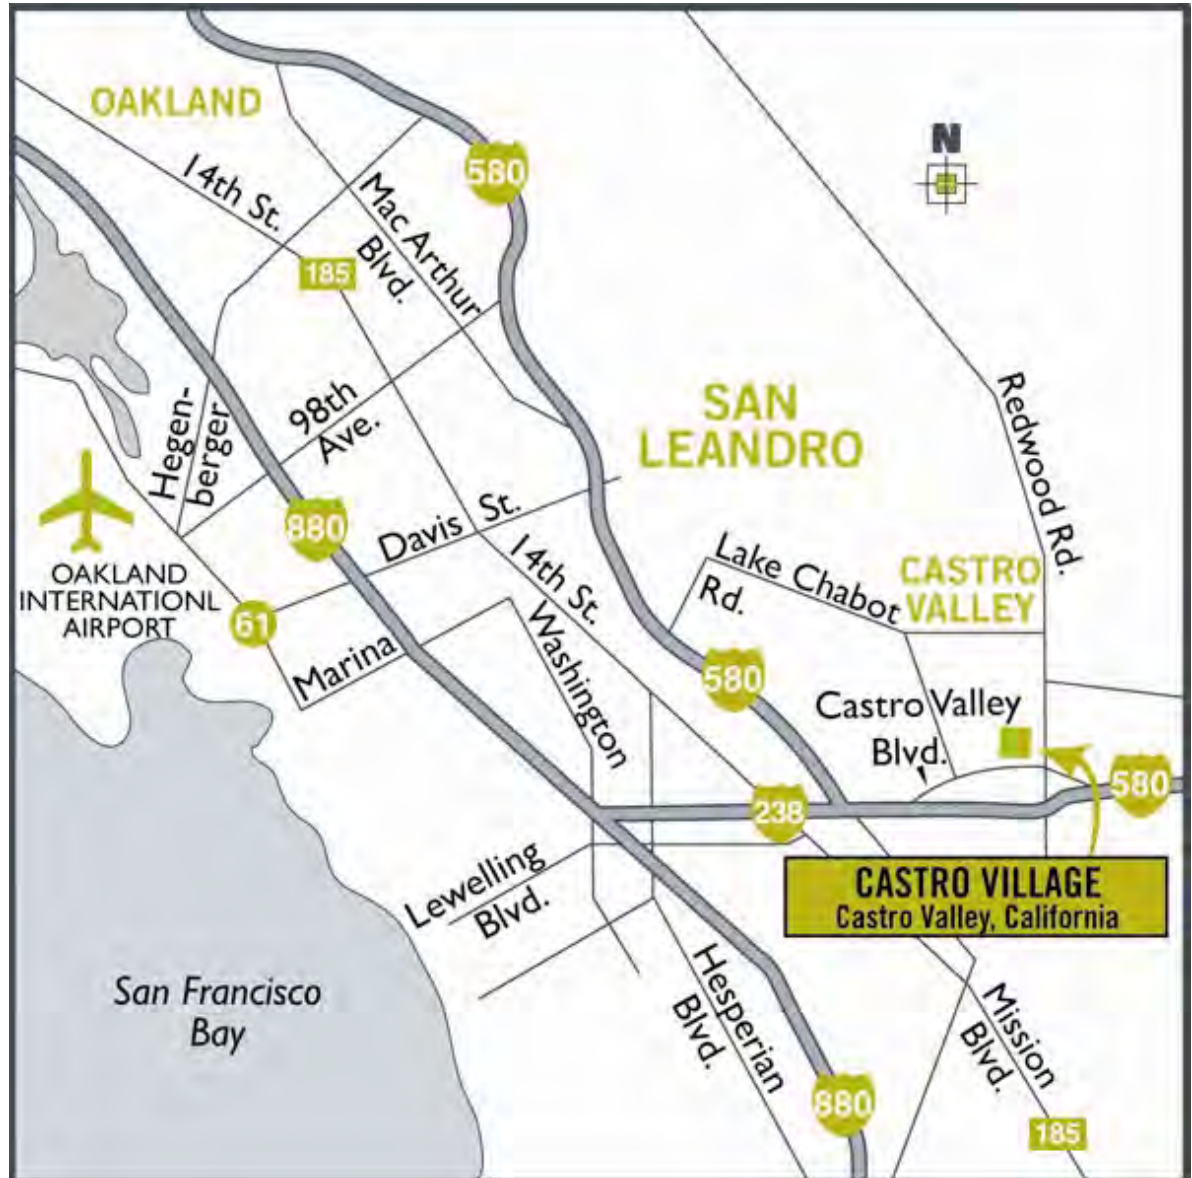 OAKLAND
N
580
14th St.
Mac Arthur
Blvd.
185
SAN
LEANDRO
Redwood Rd.
98th
Ave.
Hegen-
berger
880
Davis St.
OAKLAND
INTERNATIONL
AIRPORT
61
14th St.
Lake Chabot
Rd.
CASTRO
VALLEY
Marina
Washington
580
Castro Valley
Blvd.
580
238
Lewelling
Blvd.
CASTRO VILLAGE
Castro Valley, California
San Francisco
Bay
Hesperian
Blvd.
Mission
Blvd.
880
185